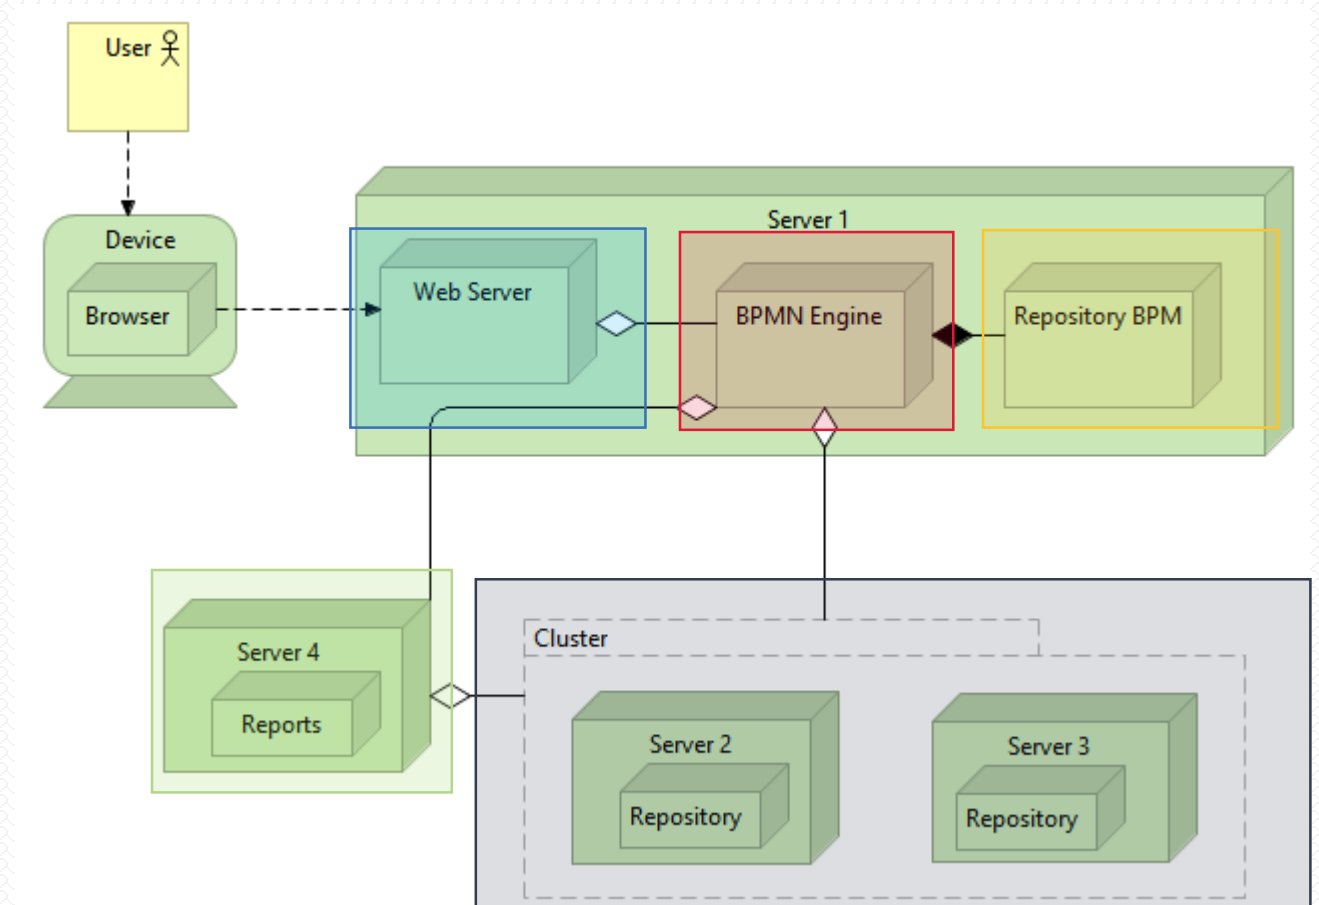 User
Device
Browser
Server 1
Web Server
BPMN Engine
Repository BPM
Server 4
Reports
Cluster
Server 2
Repository
Server 3
Repository